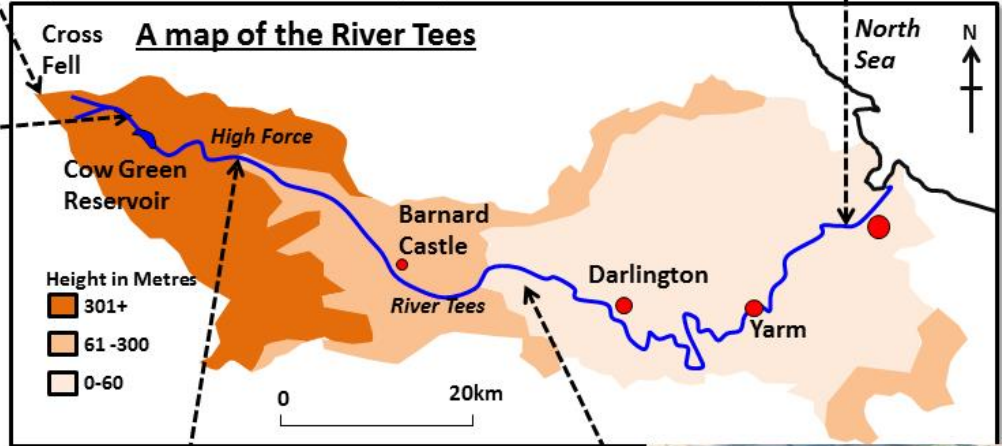 A map of the River Tees
Cross
Fell
North
Sea
N
High Force
Cow Green
Reservoir
Barnard
Castle
Darlington
River Tees
Yarm
Height in Metres
301+
61 -300
0-60
0
20km